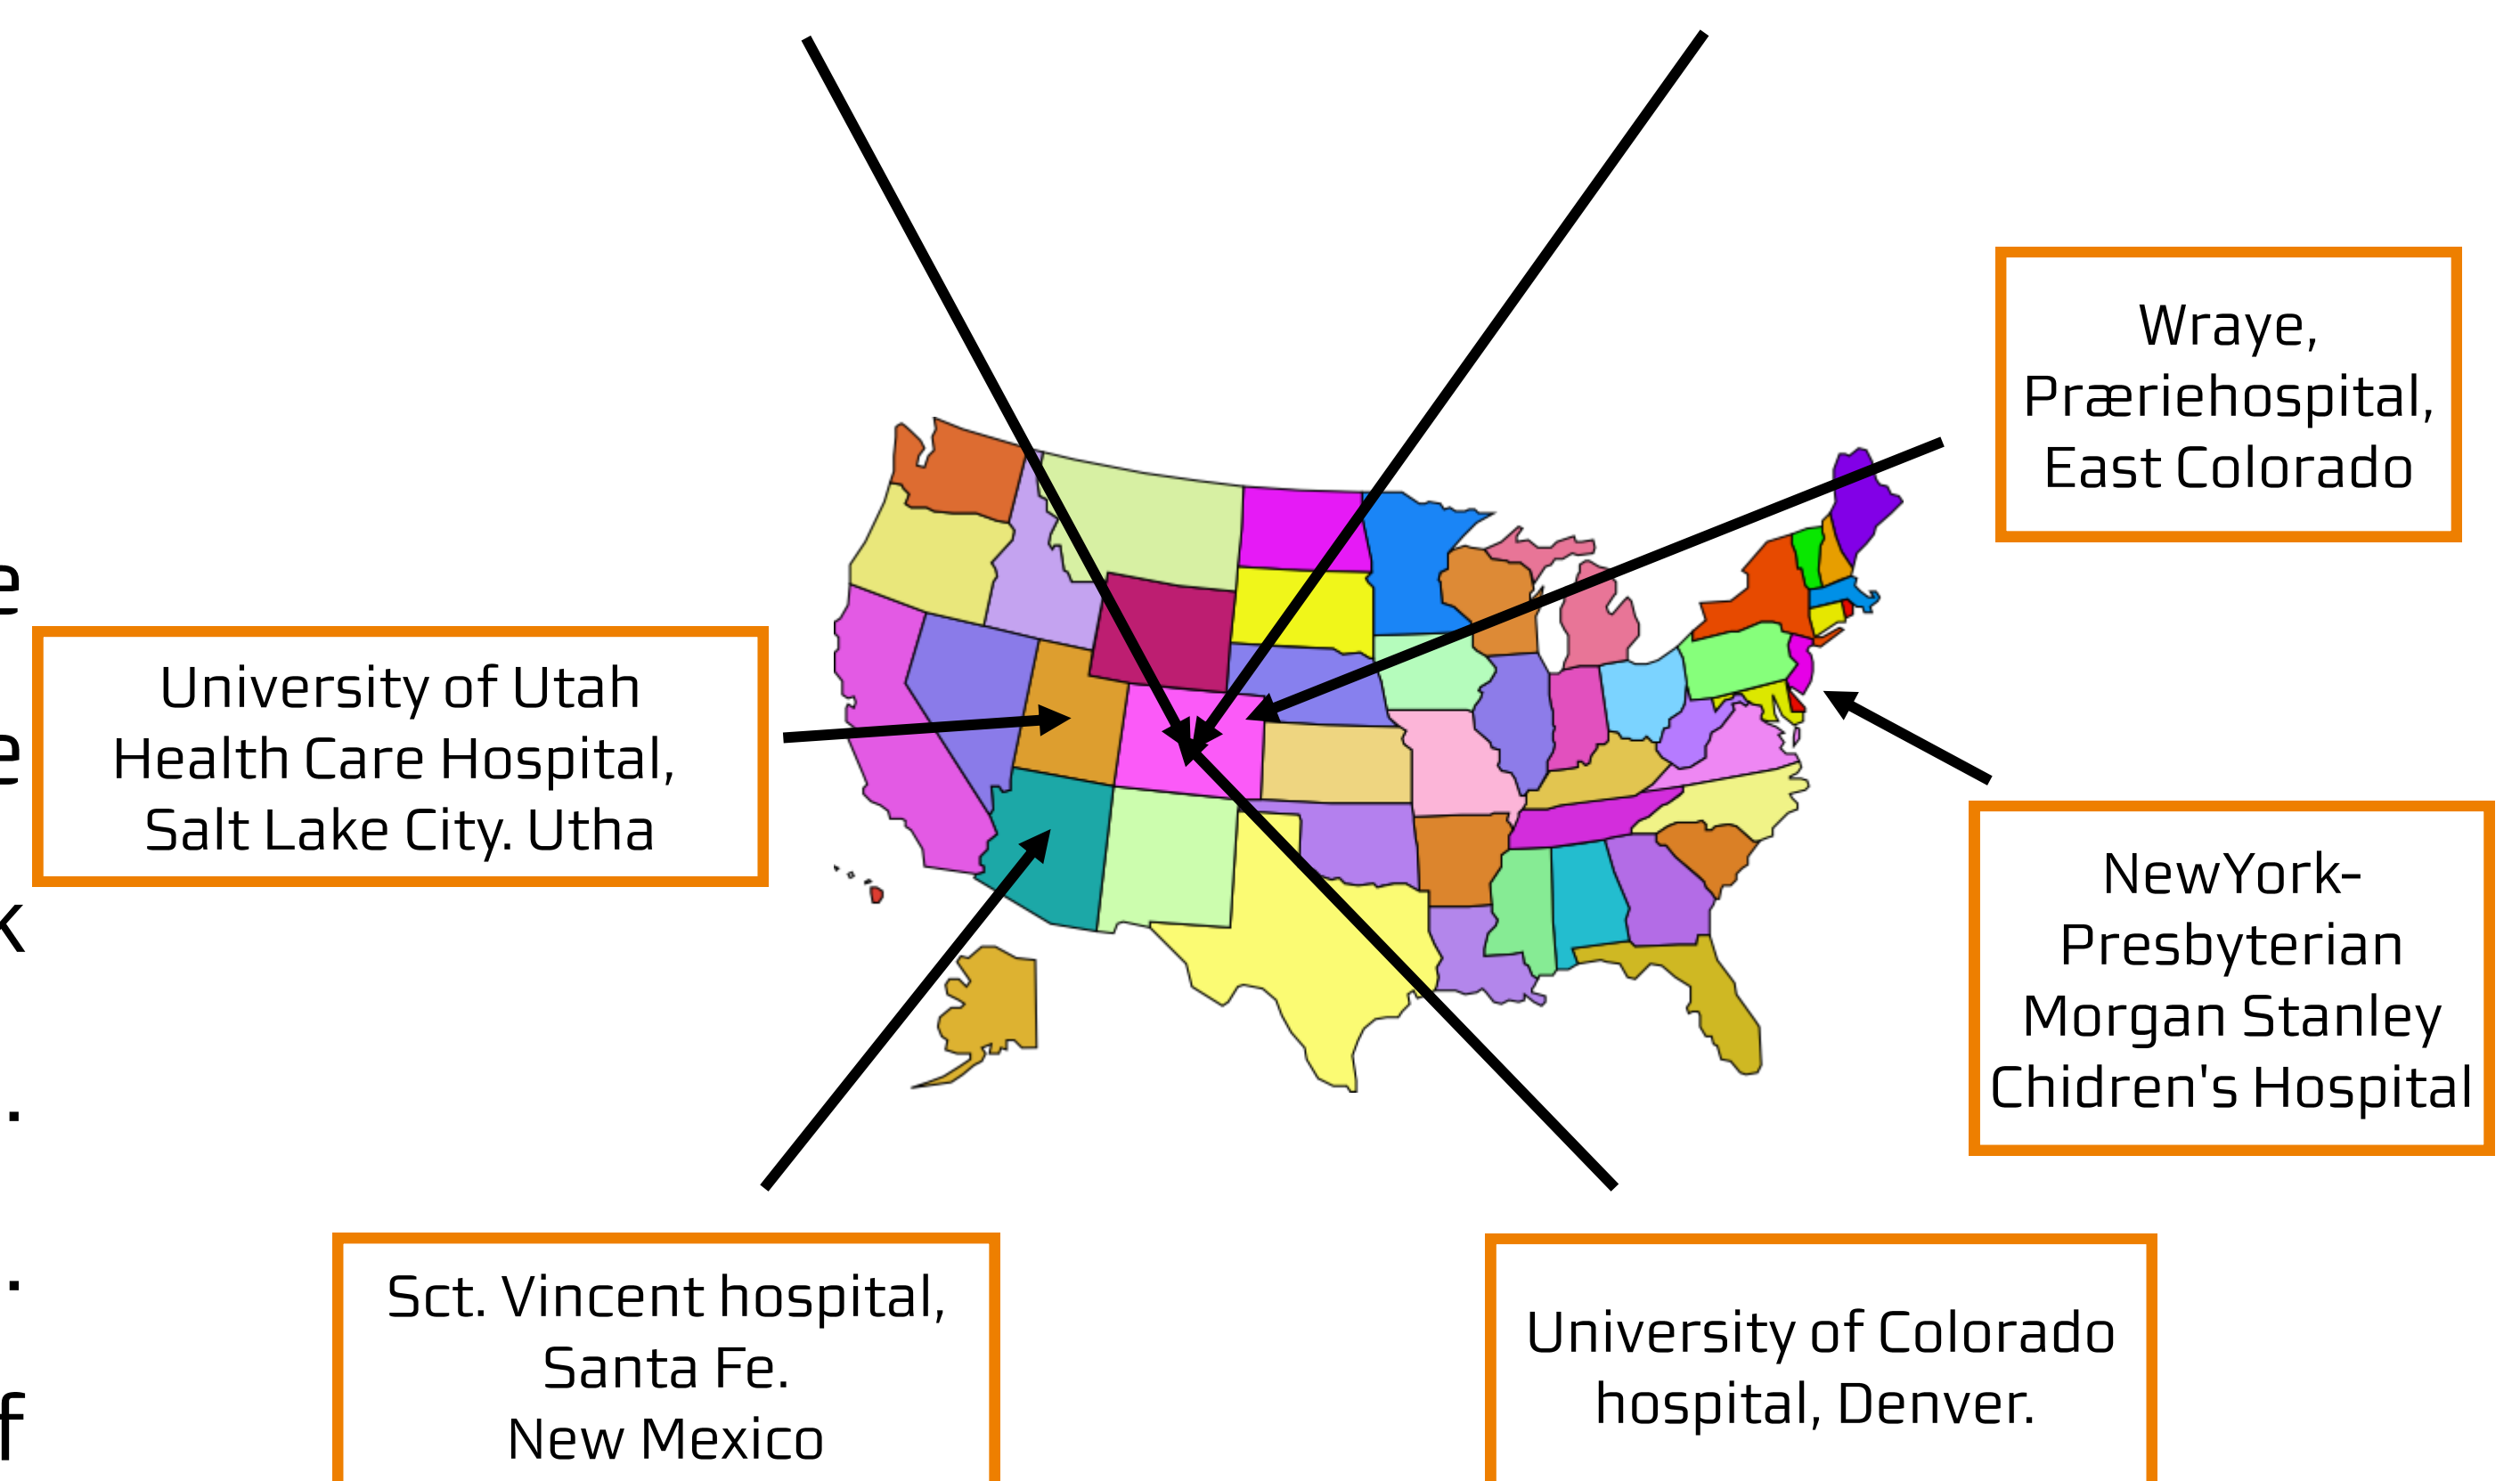 Wraye,
Præriehospital,
East Colorado
University of Utah
Health Care Hospital,
Salt Lake City. Utha
NewYork-
Presbyterian
Morgan Stanley
Chidren's Hospital
Sct. Vincent hospital,
Santa Fe.
New Mexico
University of Colorado
hospital, Denver.